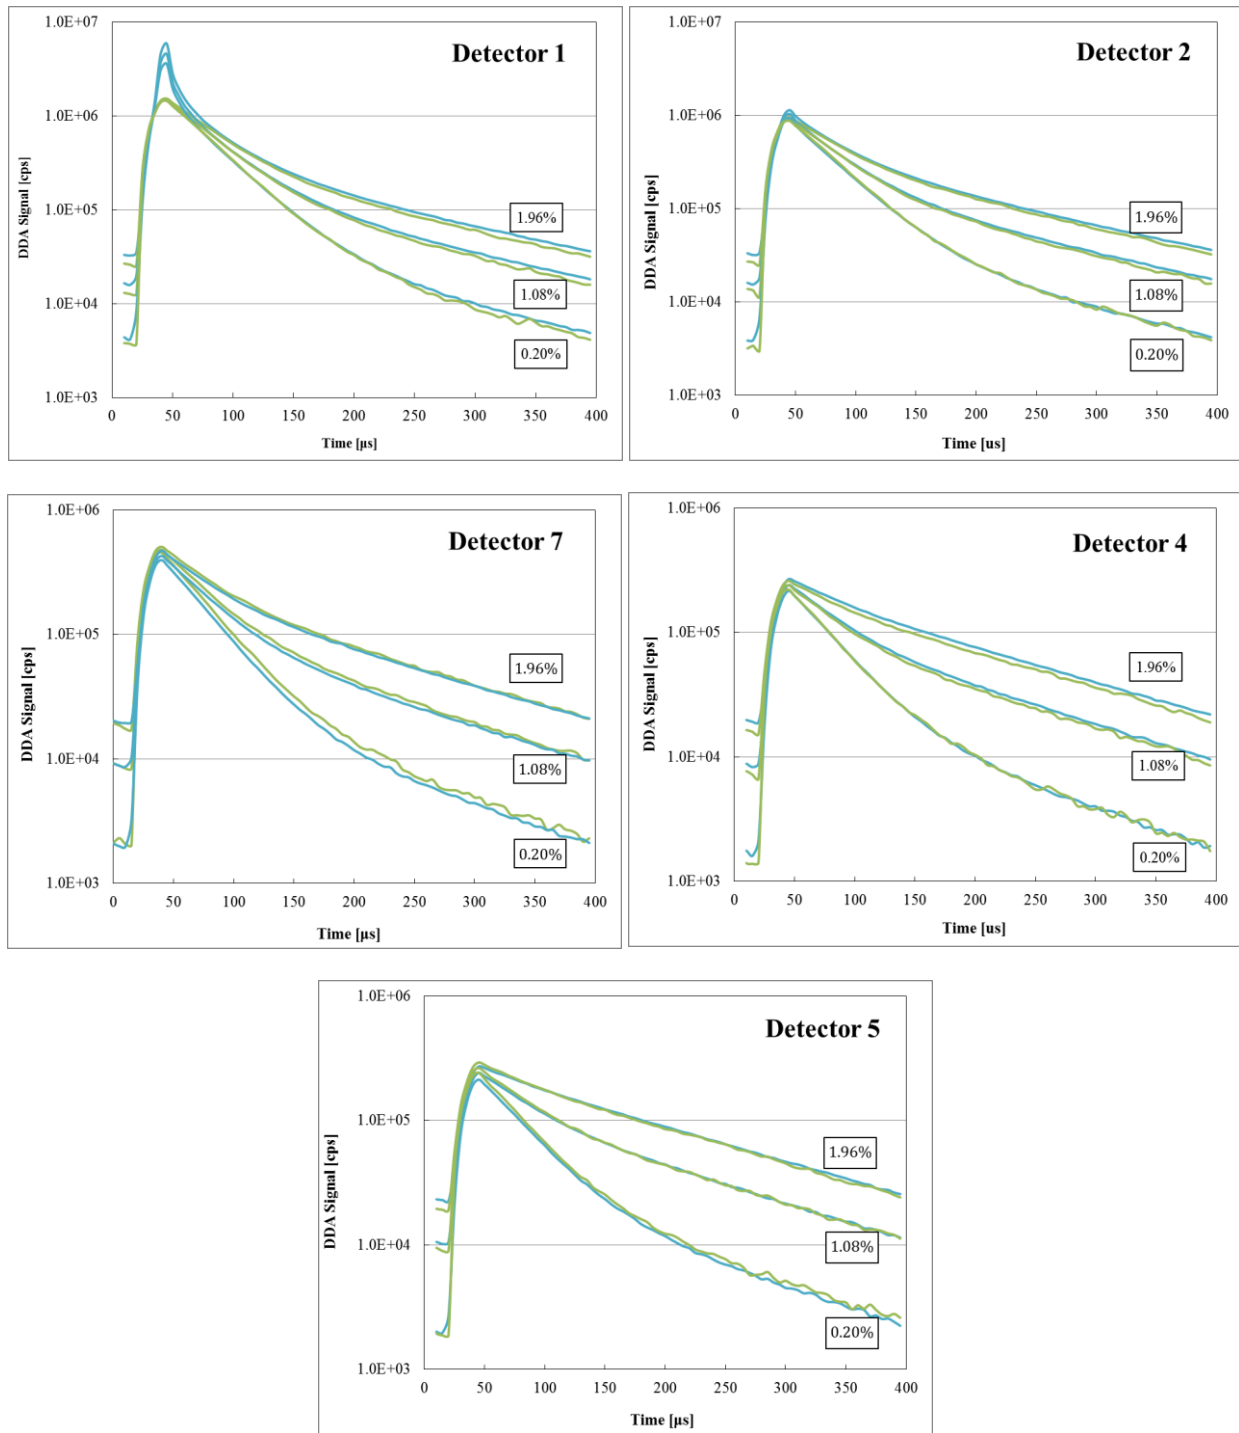 Detector 1
DDA Signal [cps]
1.0E+07
1.0E+06
1.0E+05
1.0E+04
1.0E+03
1.96%
1.08%
0.20%
0 50 100 150 200 250 300 350 400
Time [µs]
Detector 2
DDA Signal [cps]
1.0E+07
1.0E+06
1.0E+05
1.0E+04
1.0E+03
1.96%
1.08%
0.20%
0 50 100 150 200 250 300 350 400
Time [us]
Detector 7
DDA Signal [cps]
1.0E+06
1.0E+05
1.0E+04
1.0E+03
1.96%
1.08%
0.20%
0 50 100 150 200 250 300 350 400
Time [µs]
Detector 4
DDA Signal [cps]
1.0E+06
1.0E+05
1.0E+04
1.0E+03
1.96%
1.08%
0.20%
0 50 100 150 200 250 300 350 400
Time [us]
Detector 5
DDA Signal [cps]
1.0E+06
1.0E+05
1.0E+04
1.0E+03
1.96%
1.08%
0.20%
0 50 100 150 200 250 300 350 400
Time [µs]